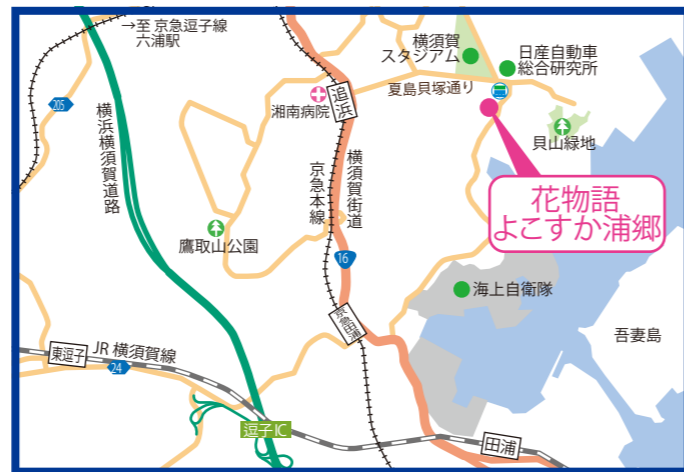 →至 京急逗子線
六浦駅
205
横浜横須賀道路
湘南病院
追浜
横須賀
スタジアム
日産自動車
総合研究所
夏島貝塚通り
貝山緑地
花物語
よこすか浦郷
京急本線
横須賀街道
鷹取山公園
16
海上自衛隊
吾妻島
京急田浦
東逗子
JR 横須賀線
24
逗子IC
田浦